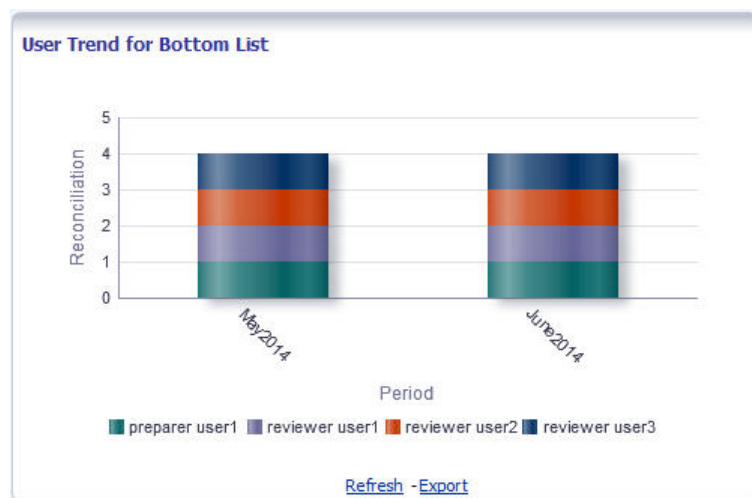 User Trend for Bottom List
5
4
3
2
1
0
Reconciliation
May2014
June2014
Period
preparer user1 reviewer user1 reviewer user2 reviewer user3
Refresh - Export